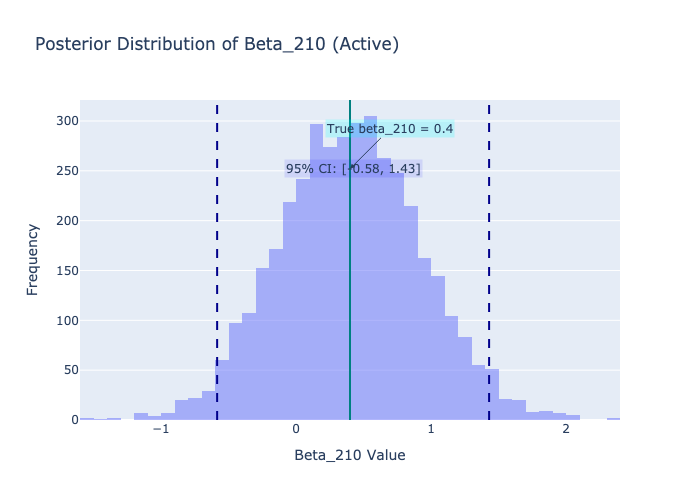 Posterior Distribution of Beta_210 (Active)
300
True beta_210 = 0.4
250
95% CI: [-0.58, 1.43]
200
150
100
50
0
−1
0
1
2
Frequency
Beta_210 Value